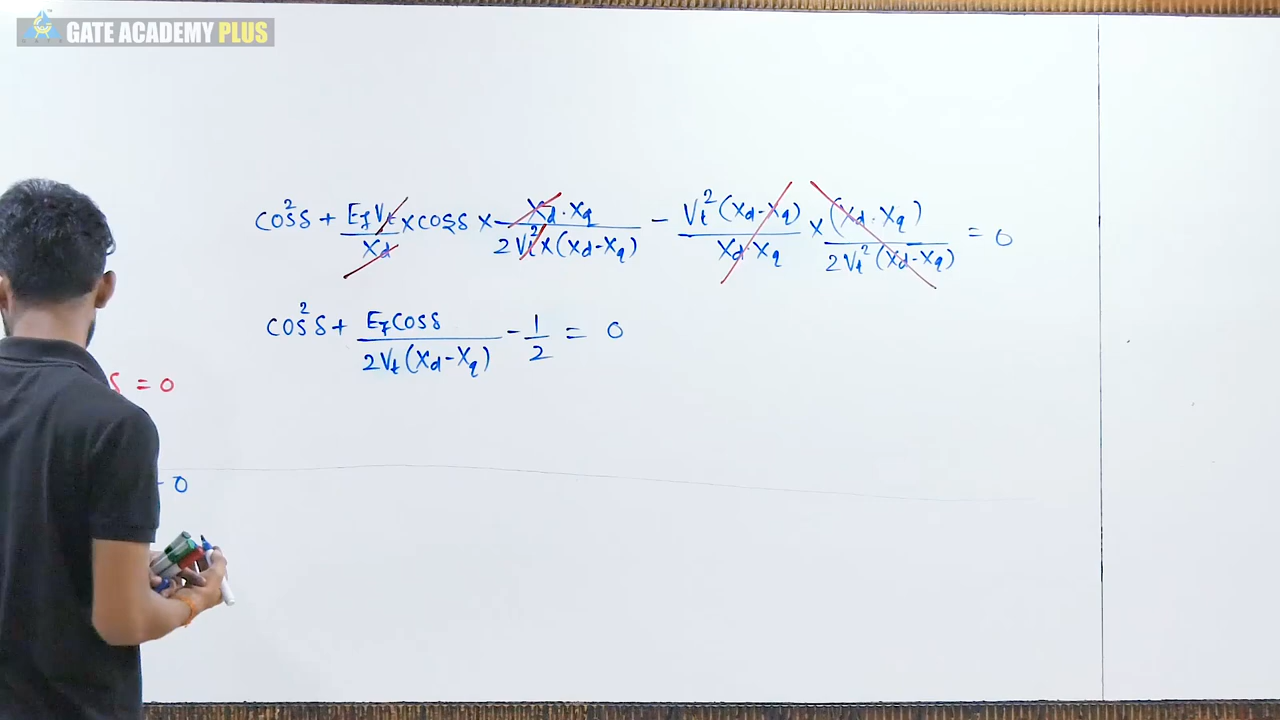 GATE ACADEMY PLUS
cos²δ + (E_f V_t / X_d) × cosδ × (X_d · X_q / 2V_t² × (X_d - X_q)) - (V_t² (X_d - X_q) / X_d · X_q) × ((X_d · X_q) / 2V_t² (X_d - X_q)) = 0
cos²δ + (E_f cosδ / 2V_t (X_d - X_q)) - 1/2 = 0
δ = 0
- 0